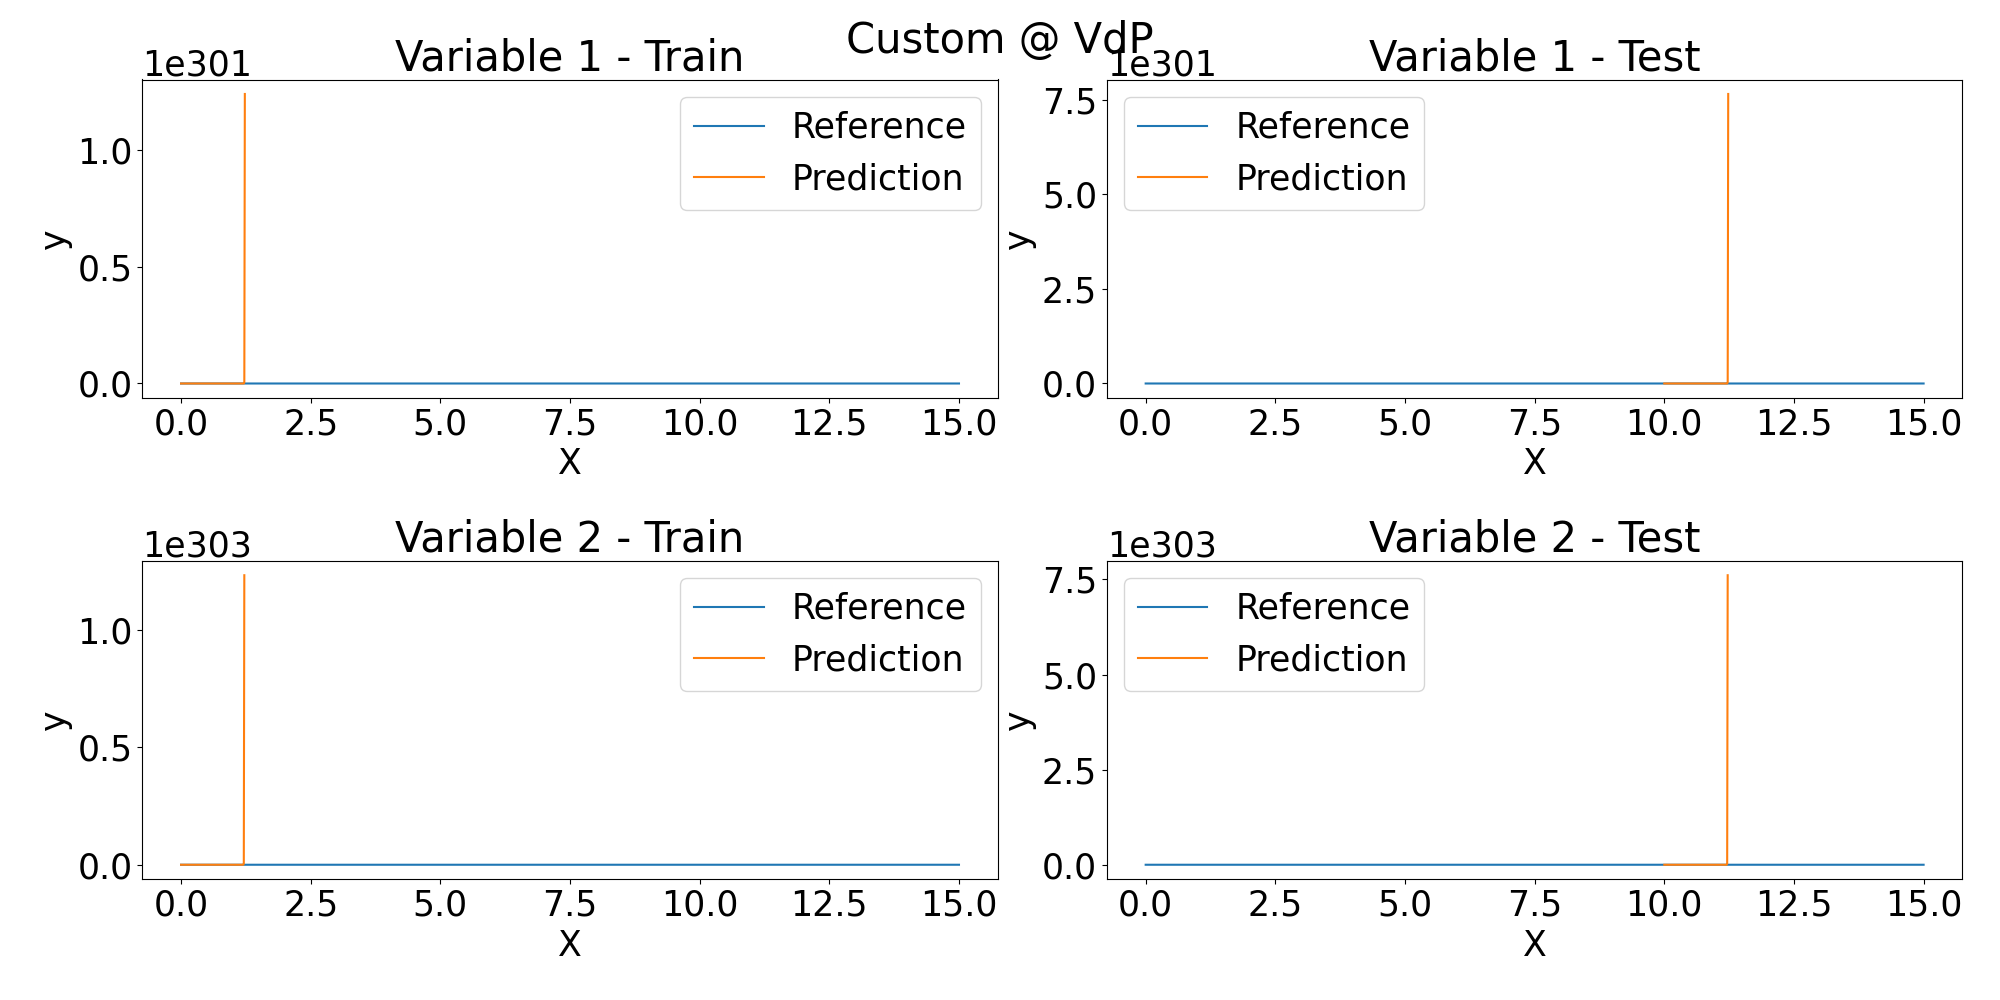 Custom @ VdP
Variable 1 - Train
1e301
1.0
0.5
0.0
y
0.0 2.5 5.0 7.5 10.0 12.5 15.0
X
Reference
Prediction
Variable 1 - Test
1e301
7.5
5.0
2.5
0.0
y
0.0 2.5 5.0 7.5 10.0 12.5 15.0
X
Reference
Prediction
Variable 2 - Train
1e303
1.0
0.5
0.0
y
0.0 2.5 5.0 7.5 10.0 12.5 15.0
X
Reference
Prediction
Variable 2 - Test
1e303
7.5
5.0
2.5
0.0
y
0.0 2.5 5.0 7.5 10.0 12.5 15.0
X
Reference
Prediction